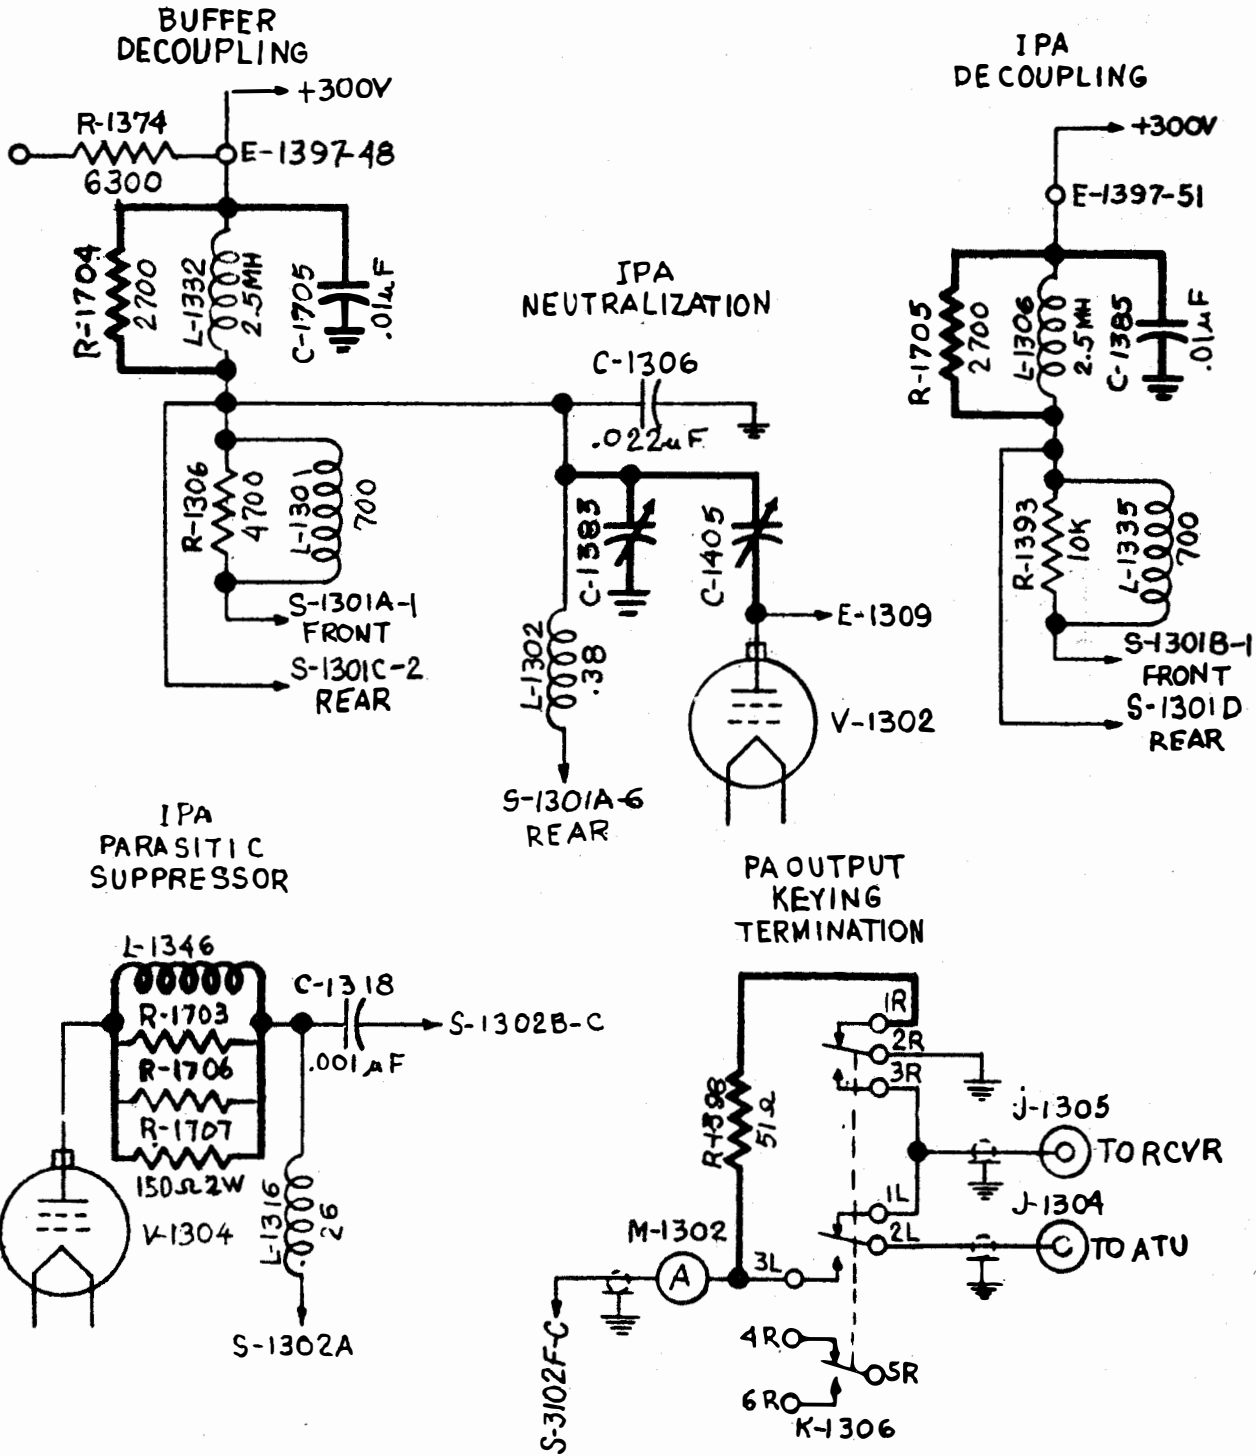 BUFFER
DECOUPLING
+300V
R-1374
6300
E-1397-48
R-1704
2700
L-1332
2.5MH
C-1705
.01µF
R-1306
4700
L-1301
700
S-1301A-1
FRONT
S-1301C-2
REAR
IPA
NEUTRALIZATION
C-1306
.022µF
C-1383
C-1405
L-1302
.38
E-1309
V-1302
S-1301A-6
REAR
IPA
DECOUPLING
+300V
E-1397-51
R-1705
2700
L-1306
2.5MH
C-1385
.01µF
R-1393
10K
L-1335
700
S-1301B-1
FRONT
S-1301D
REAR
IPA
PARASITIC
SUPPRESSOR
L-1346
R-1703
R-1706
R-1707
150Ω 2W
C-1318
.001µF
S-1302B-C
V-1304
L-1316
.26
S-1302A
PA OUTPUT
KEYING
TERMINATION
1R
2R
3R
51Ω
J-1305
TO RCVR
1L
2L
J-1304
TO ATU
M-1302
A
3L
S-3102F-C
4R
5R
6R
K-1306